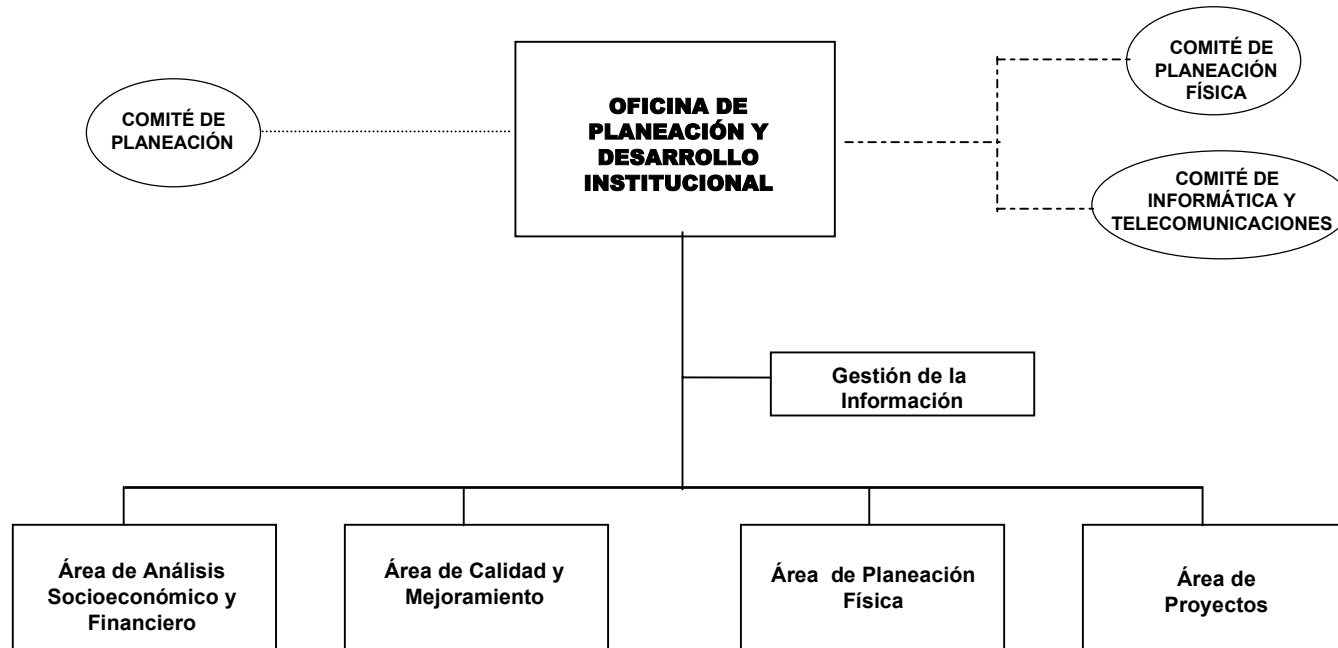 COMITÉ DE
PLANEACIÓN
OFICINA DE
PLANEACIÓN Y
DESARROLLO
INSTITUCIONAL
COMITÉ DE
PLANEACIÓN
FÍSICA
COMITÉ DE
INFORMÁTICA Y
TELECOMUNICACIONES
Gestión de la
Información
Área de Análisis
Socioeconómico y
Financiero
Área de Calidad y
Mejoramiento
Área de Planeación
Física
Área de
Proyectos